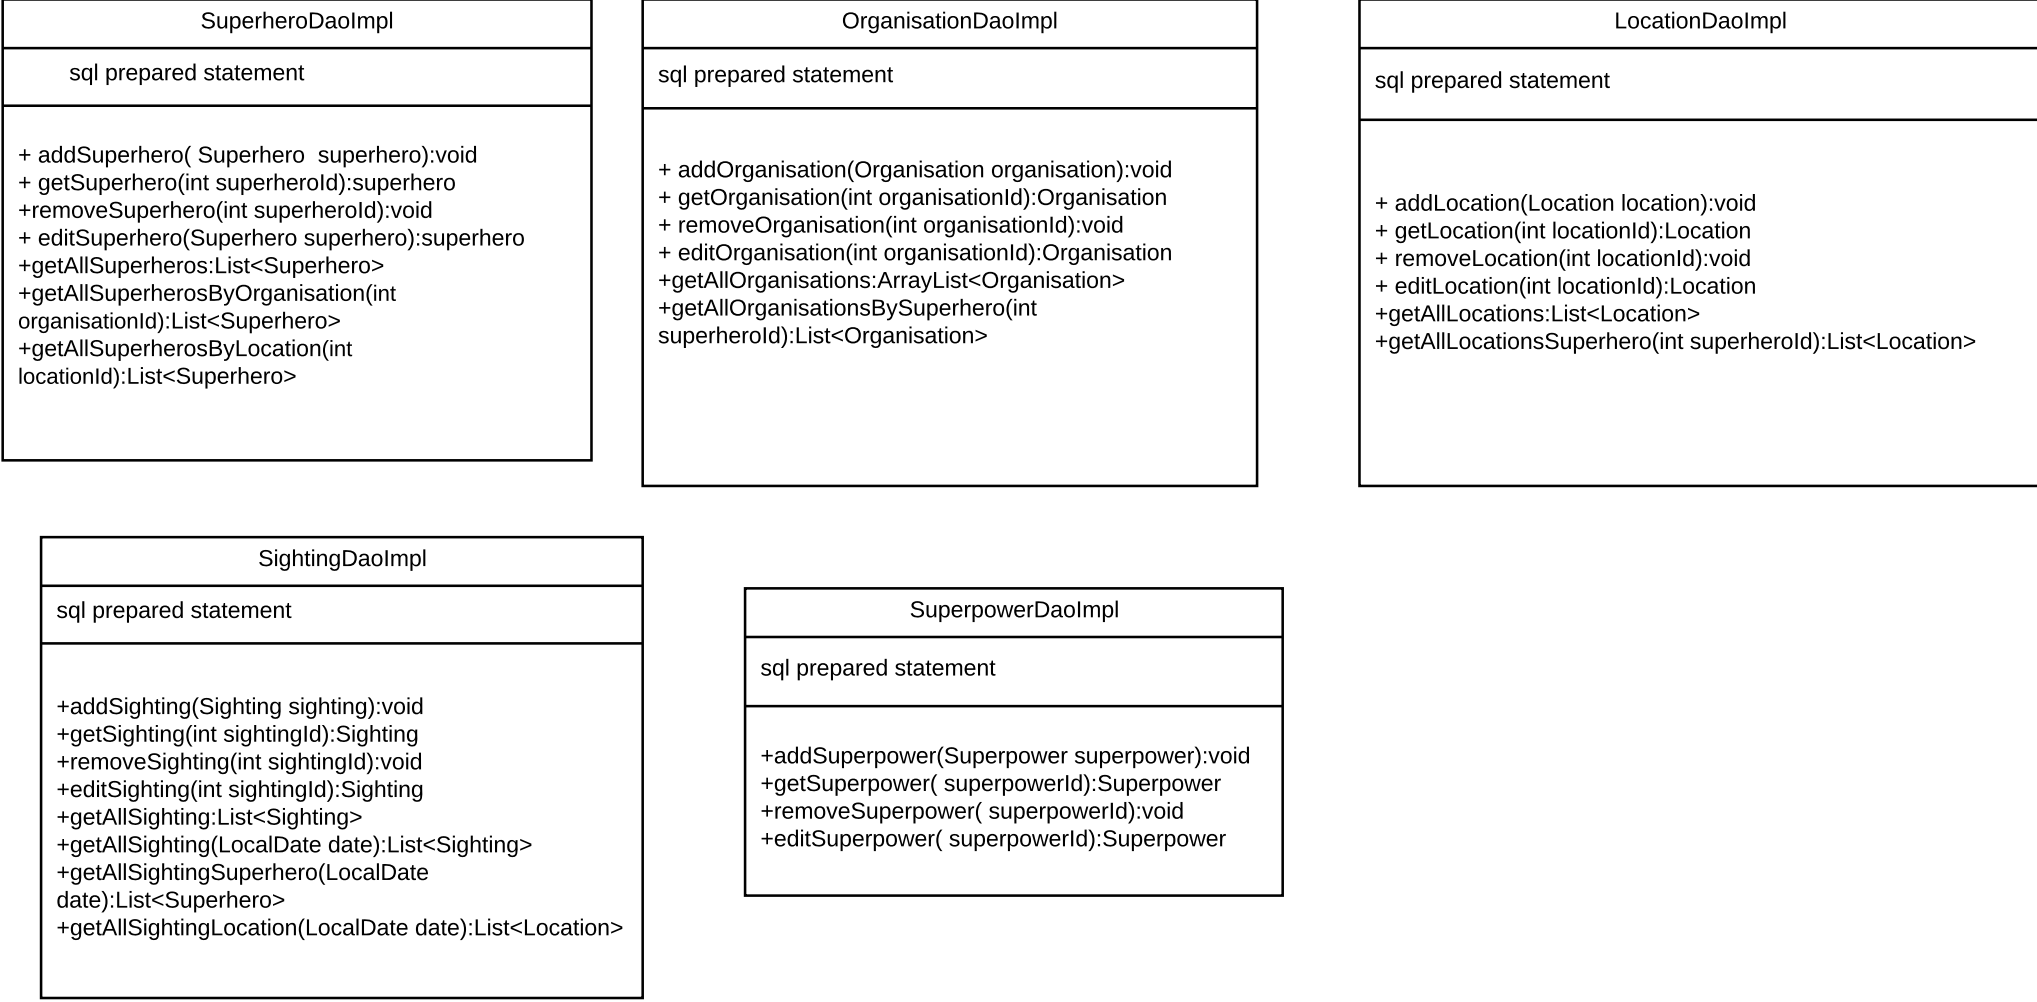 SuperheroDaoImpl
sql prepared statement
+ addSuperhero( Superhero  superhero):void
+ getSuperhero(int superheroId):superhero
+removeSuperhero(int superheroId):void
+ editSuperhero(Superhero superhero):superhero
+getAllSuperheros:List<Superhero>
+getAllSuperherosByOrganisation(int
organisationId):List<Superhero>
+getAllSuperherosByLocation(int
locationId):List<Superhero>
OrganisationDaoImpl
sql prepared statement
+ addOrganisation(Organisation organisation):void
+ getOrganisation(int organisationId):Organisation
+ removeOrganisation(int organisationId):void
+ editOrganisation(int organisationId):Organisation
+getAllOrganisations:ArrayList<Organisation>
+getAllOrganisationsBySuperhero(int
superheroId):List<Organisation>
LocationDaoImpl
sql prepared statement
+ addLocation(Location location):void
+ getLocation(int locationId):Location
+ removeLocation(int locationId):void
+ editLocation(int locationId):Location
+getAllLocations:List<Location>
+getAllLocationsSuperhero(int superheroId):List<Location>
SightingDaoImpl
sql prepared statement
+addSighting(Sighting sighting):void
+getSighting(int sightingId):Sighting
+removeSighting(int sightingId):void
+editSighting(int sightingId):Sighting
+getAllSighting:List<Sighting>
+getAllSighting(LocalDate date):List<Sighting>
+getAllSightingSuperhero(LocalDate
date):List<Superhero>
+getAllSightingLocation(LocalDate date):List<Location>
SuperpowerDaoImpl
sql prepared statement
+addSuperpower(Superpower superpower):void
+getSuperpower( superpowerId):Superpower
+removeSuperpower( superpowerId):void
+editSuperpower( superpowerId):Superpower